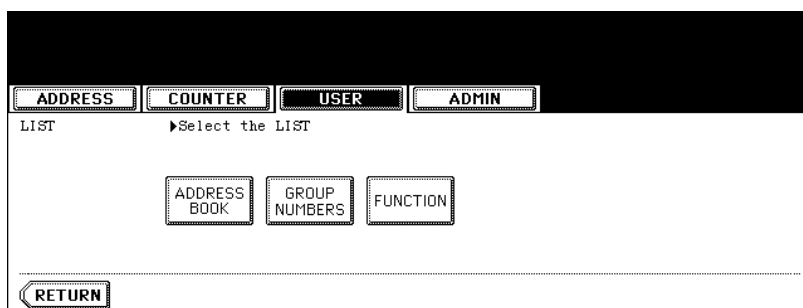 ADDRESS COUNTER USER ADMIN
LIST ▶Select the LIST
ADDRESS BOOK
GROUP NUMBERS
FUNCTION
RETURN